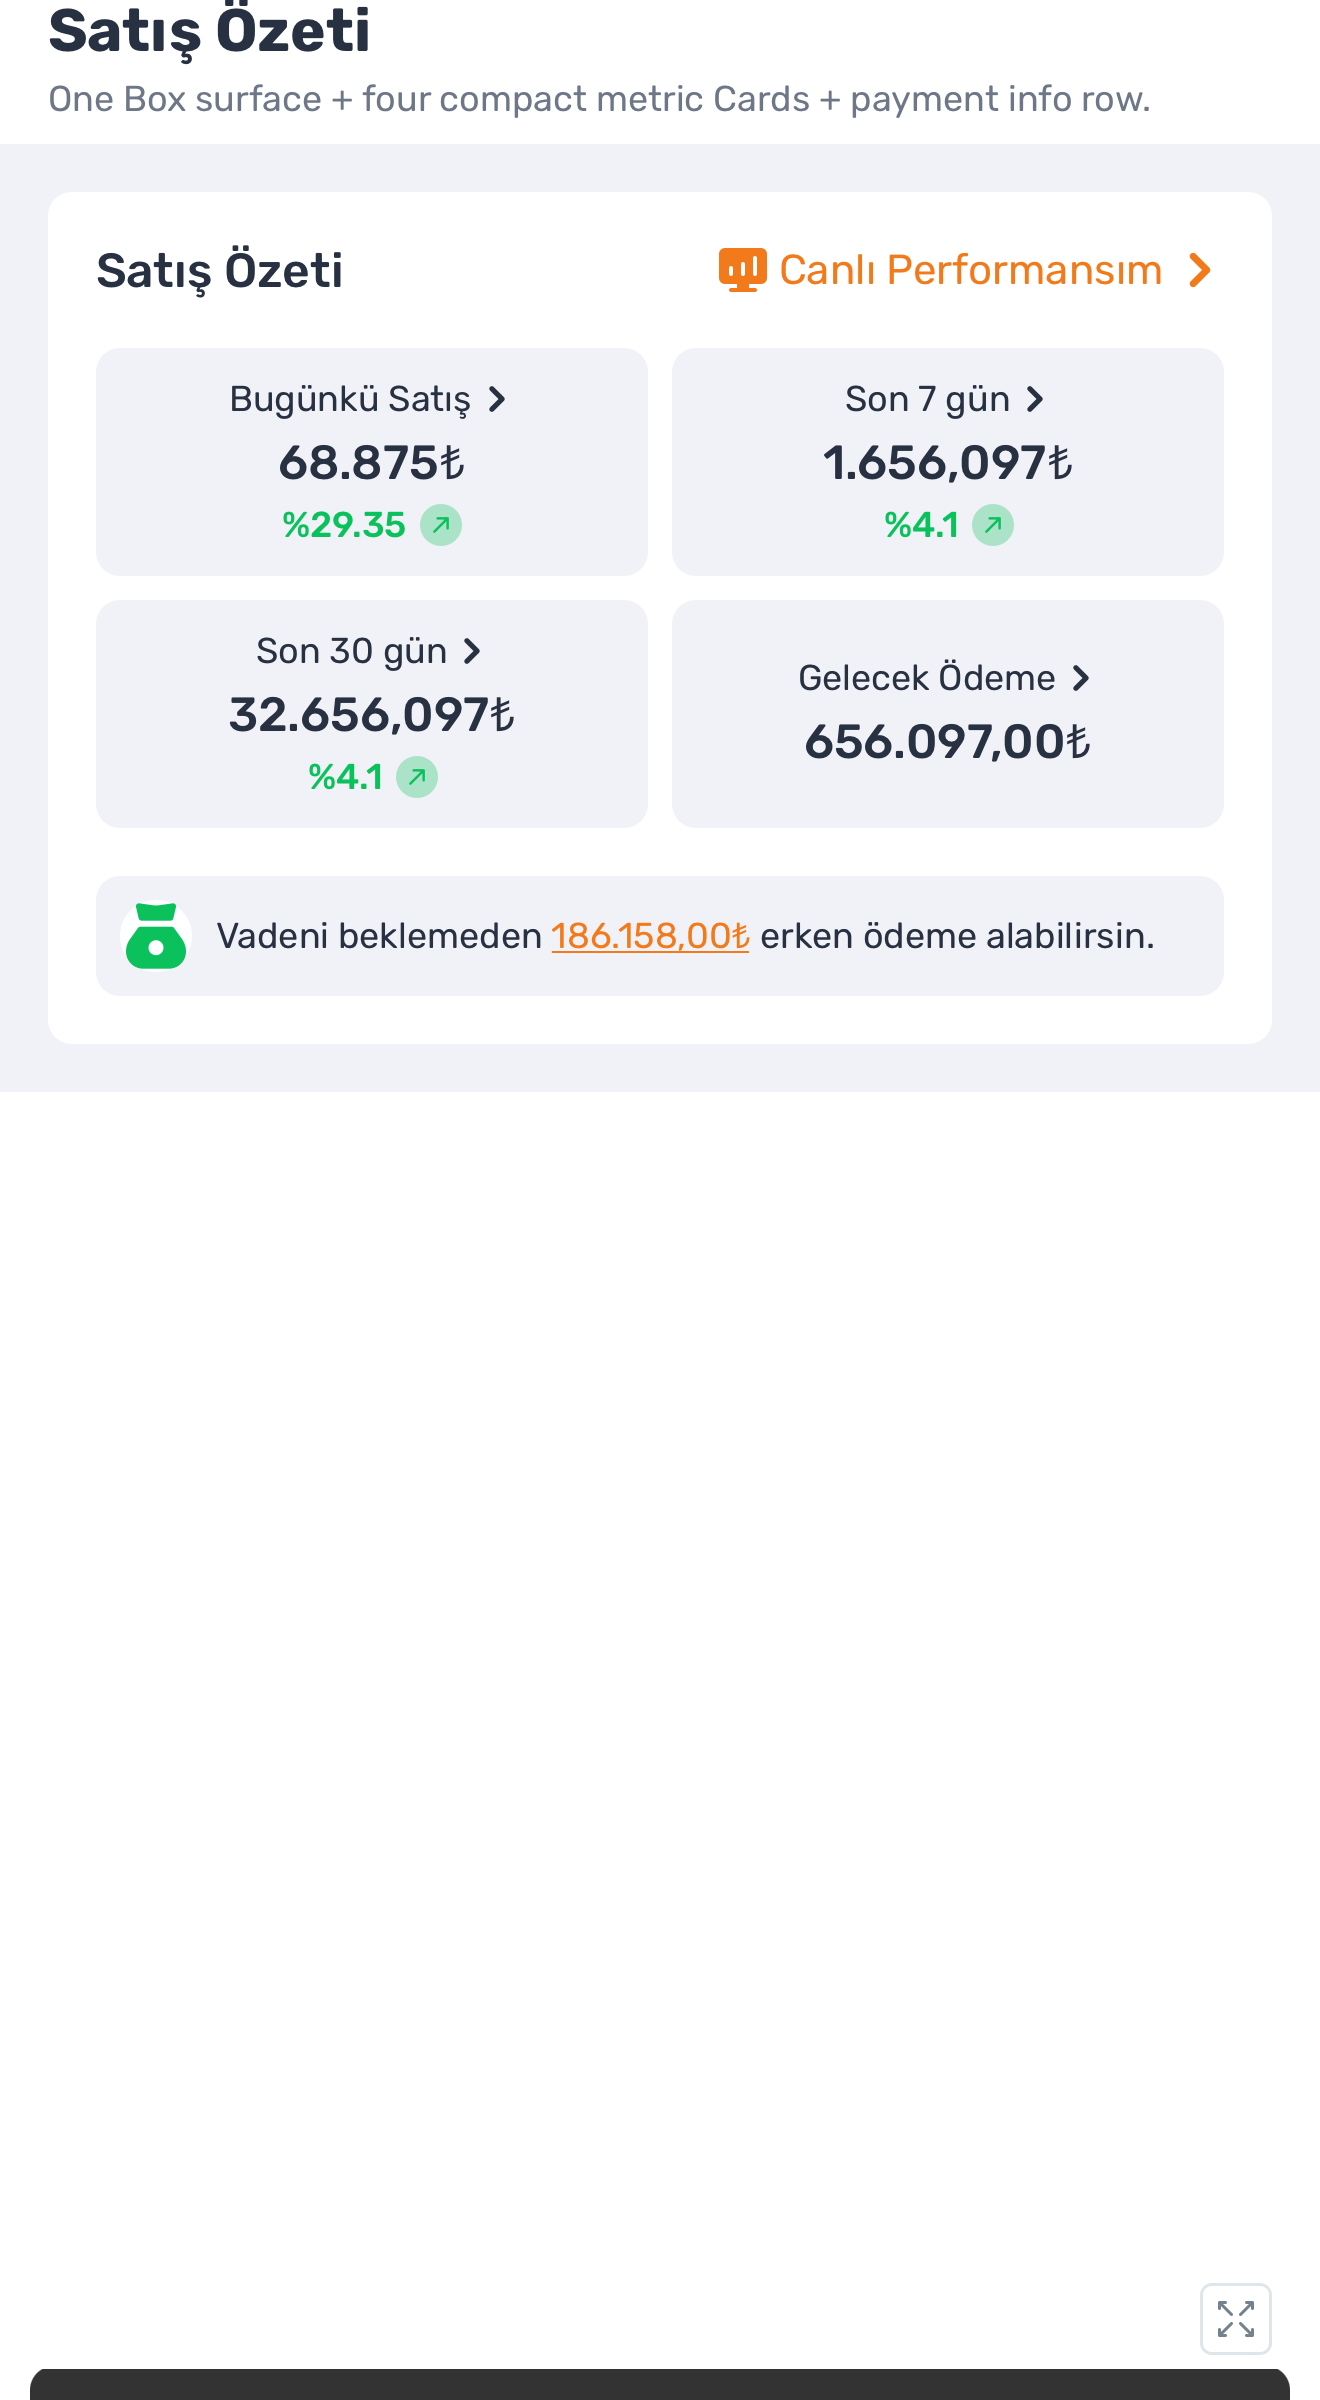 Satış Özeti
One Box surface + four compact metric Cards + payment info row.
Satış Özeti
Canlı Performansım
Bugünkü Satış
68.875₺
%29.35
Son 7 gün
1.656,097₺
%4.1
Son 30 gün
32.656,097₺
%4.1
Gelecek Ödeme
656.097,00₺
Vadeni beklemeden 186.158,00₺ erken ödeme alabilirsin.